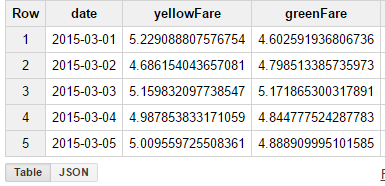 Row date yellowFare greenFare
1 2015-03-01 5.229088807576754 4.602591936806736
2 2015-03-02 4.686154043657081 4.798513385735973
3 2015-03-03 5.159832097738547 5.171865300317891
4 2015-03-04 4.987853833171059 4.844777524287783
5 2015-03-05 5.009559725508361 4.888909995101585
Table JSON